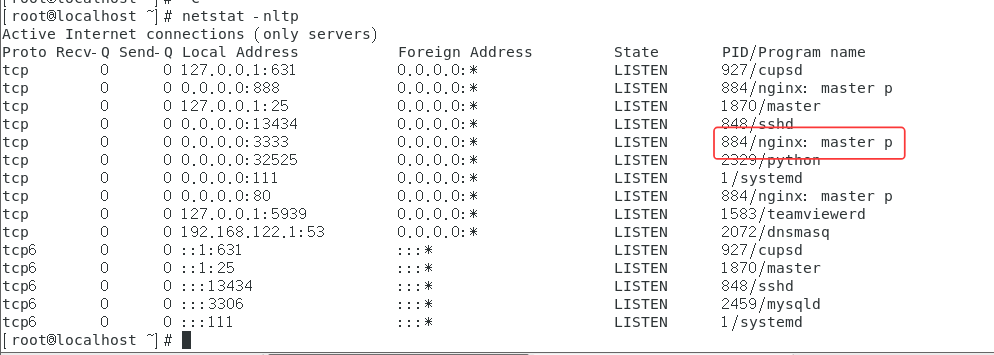 [root@localhost ~]# netstat -nltp
Active Internet connections (only servers)
Proto Recv-Q Send-Q Local Address           Foreign Address         State       PID/Program name
tcp        0      0 127.0.0.1:631           0.0.0.0:*               LISTEN      927/cupsd
tcp        0      0 0.0.0.0:888             0.0.0.0:*               LISTEN      884/nginx: master p
tcp        0      0 127.0.0.1:25            0.0.0.0:*               LISTEN      1870/master
tcp        0      0 0.0.0.0:13434           0.0.0.0:*               LISTEN      848/sshd
tcp        0      0 0.0.0.0:3333            0.0.0.0:*               LISTEN      884/nginx: master p
tcp        0      0 0.0.0.0:32525           0.0.0.0:*               LISTEN      2329/python
tcp        0      0 0.0.0.0:111             0.0.0.0:*               LISTEN      1/systemd
tcp        0      0 0.0.0.0:80              0.0.0.0:*               LISTEN      884/nginx: master p
tcp        0      0 127.0.0.1:5939          0.0.0.0:*               LISTEN      1583/teamviewerd
tcp        0      0 192.168.122.1:53        0.0.0.0:*               LISTEN      2072/dnsmasq
tcp6       0      0 ::1:631                 :::*                    LISTEN      927/cupsd
tcp6       0      0 ::1:25                  :::*                    LISTEN      1870/master
tcp6       0      0 :::13434                :::*                    LISTEN      848/sshd
tcp6       0      0 :::3306                 :::*                    LISTEN      2459/mysqld
tcp6       0      0 :::111                  :::*                    LISTEN      1/systemd
[root@localhost ~]#